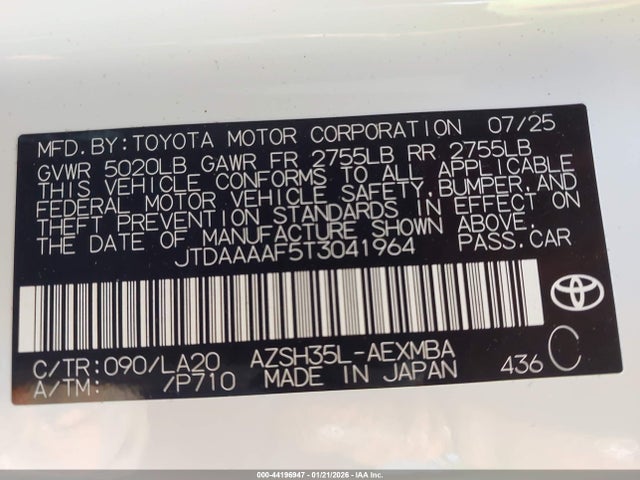 MFD. BY: TOYOTA MOTOR CORPORATION 07/25
GVWR 5020LB GAWR FR 2755LB RR 2755LB
THIS VEHICLE CONFORMS TO ALL APPLICABLE
FEDERAL MOTOR VEHICLE SAFETY, BUMPER, AND
THEFT PREVENTION STANDARDS IN EFFECT ON
THE DATE OF MANUFACTURE SHOWN ABOVE.
JTDAAAAF5T3041964 PASS. CAR
C/TR: 090/LA20 AZSH35L-AEXMBA
A/TM: /P710 MADE IN JAPAN 436 C
000-44196947 01/21/2026 - IAAI, Inc.